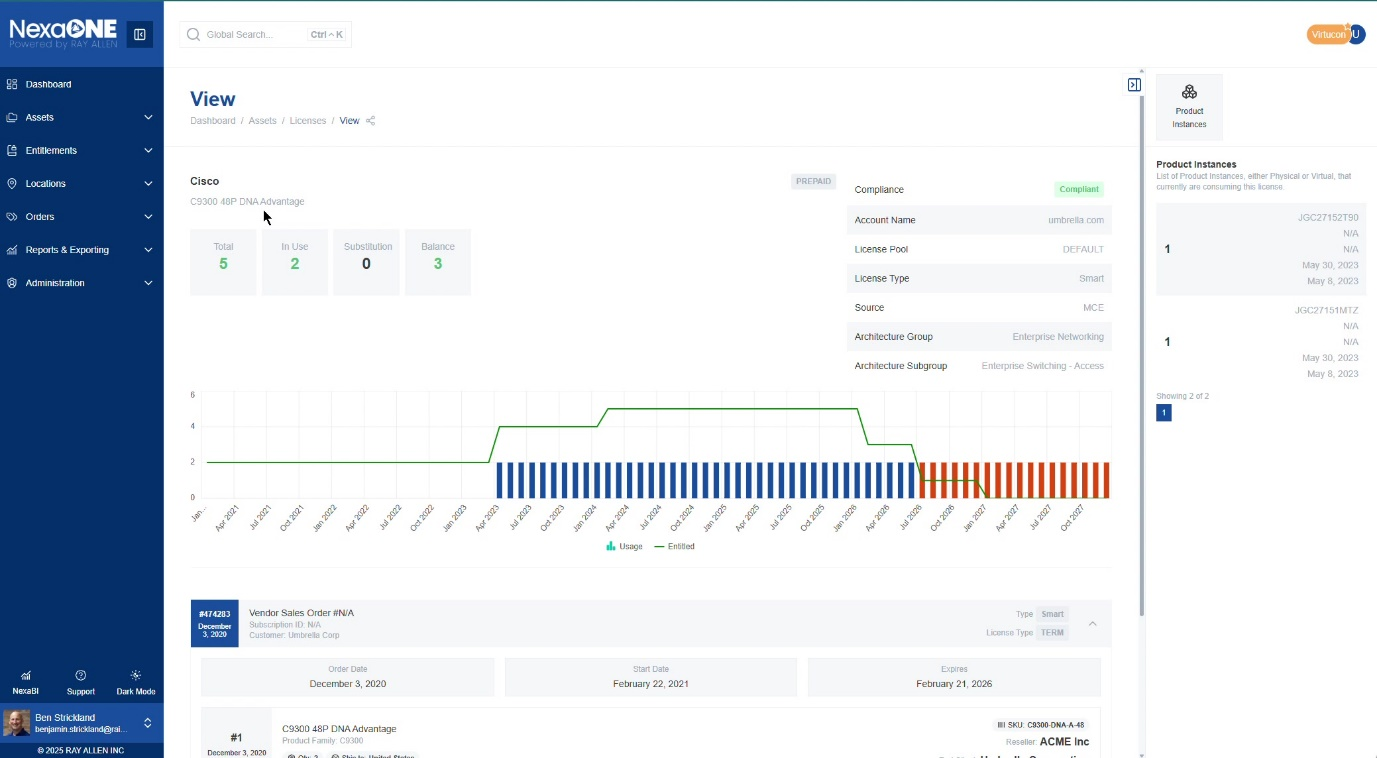 NexaONE
Powered by RAY ALLEN
Global Search...
Ctrl ^ K
Virtucon
U
Dashboard
Assets
Entitlements
Locations
Orders
Reports & Exporting
Administration
NexaBI
Support
Dark Mode
Ben Strickland
benjamin.strickland@rai...
© 2025 RAY ALLEN INC
View
Dashboard / Assets / Licenses / View
Cisco
PREPAID
C9300 48P DNA Advantage
Total
5
In Use
2
Substitution
0
Balance
3
Compliance Compliant
Account Name umbrella.com
License Pool DEFAULT
License Type Smart
Source MCE
Architecture Group Enterprise Networking
Architecture Subgroup Enterprise Switching - Access
6
4
2
0
Jan...
Apr 2021
Jul 2021
Oct 2021
Jan 2022
Apr 2022
Jul 2022
Oct 2022
Jan 2023
Apr 2023
Jul 2023
Oct 2023
Jan 2024
Apr 2024
Jul 2024
Oct 2024
Jan 2025
Apr 2025
Jul 2025
Oct 2025
Jan 2026
Apr 2026
Jul 2026
Oct 2026
Jan 2027
Apr 2027
Jul 2027
Oct 2027
Usage
Entitled
#474283
December
3, 2020
Vendor Sales Order #N/A
Subscription ID: N/A
Customer: Umbrella Corp
Type Smart
License Type TERM
Order Date
December 3, 2020
Start Date
February 22, 2021
Expires
February 21, 2026
#1
December 3, 2020
C9300 48P DNA Advantage
Product Family: C9300
SKU: C9300-DNA-A-48
Reseller: ACME Inc
Product
Instances
Product Instances
List of Product Instances, either Physical or Virtual, that
currently are consuming this license
1
JGC27152T90
N/A
N/A
May 30, 2023
May 8, 2023
1
JGC27151MTZ
N/A
N/A
May 30, 2023
May 8, 2023
Showing 2 of 2
1